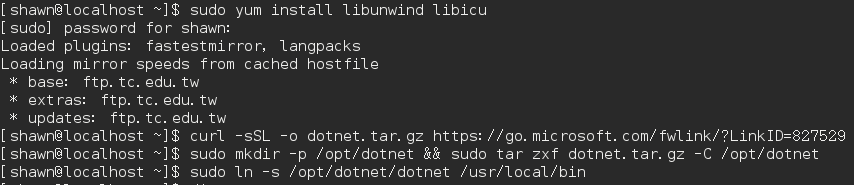 [shawn@localhost ~]$ sudo yum install libunwind libicu
[sudo] password for shawn:
Loaded plugins: fastestmirror, langpacks
Loading mirror speeds from cached hostfile
 * base: ftp.tc.edu.tw
 * extras: ftp.tc.edu.tw
 * updates: ftp.tc.edu.tw
[shawn@localhost ~]$ curl -sSL -o dotnet.tar.gz https://go.microsoft.com/fwlink/?LinkID=827529
[shawn@localhost ~]$ sudo mkdir -p /opt/dotnet && sudo tar zxf dotnet.tar.gz -C /opt/dotnet
[shawn@localhost ~]$ sudo ln -s /opt/dotnet/dotnet /usr/local/bin